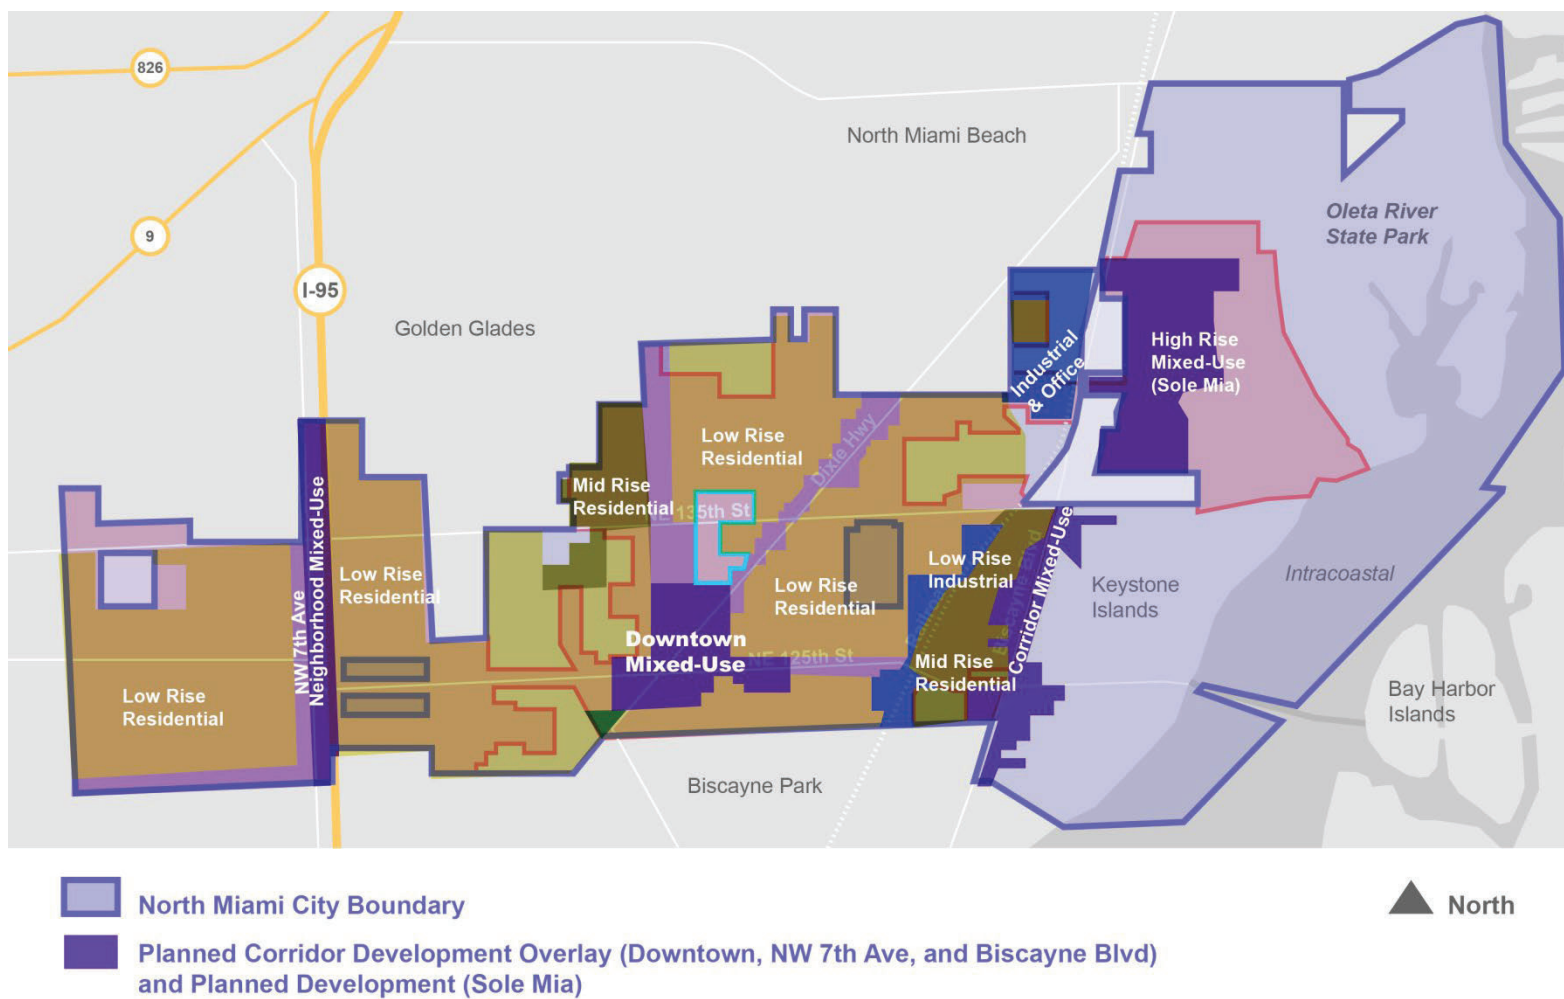 826
North Miami Beach
9
Oleta River
State Park
I-95
Golden Glades
Industrial
& Office
High Rise
Mixed-Use
(Sole Mia)
Low Rise
Residential
Dixie Hwy
Mid Rise
Residential
NE 135th St
NW 7th Ave
Neighborhood Mixed-Use
Low Rise
Residential
Low Rise
Residential
Low Rise
Industrial
Railroad
Biscayne Blvd
Corridor Mixed-Use
Keystone
Islands
Intracoastal
Downtown
Mixed-Use
NE 125th St
Mid Rise
Residential
Low Rise
Residential
Bay Harbor
Islands
Biscayne Park
North Miami City Boundary
North
Planned Corridor Development Overlay (Downtown, NW 7th Ave, and Biscayne Blvd)
and Planned Development (Sole Mia)